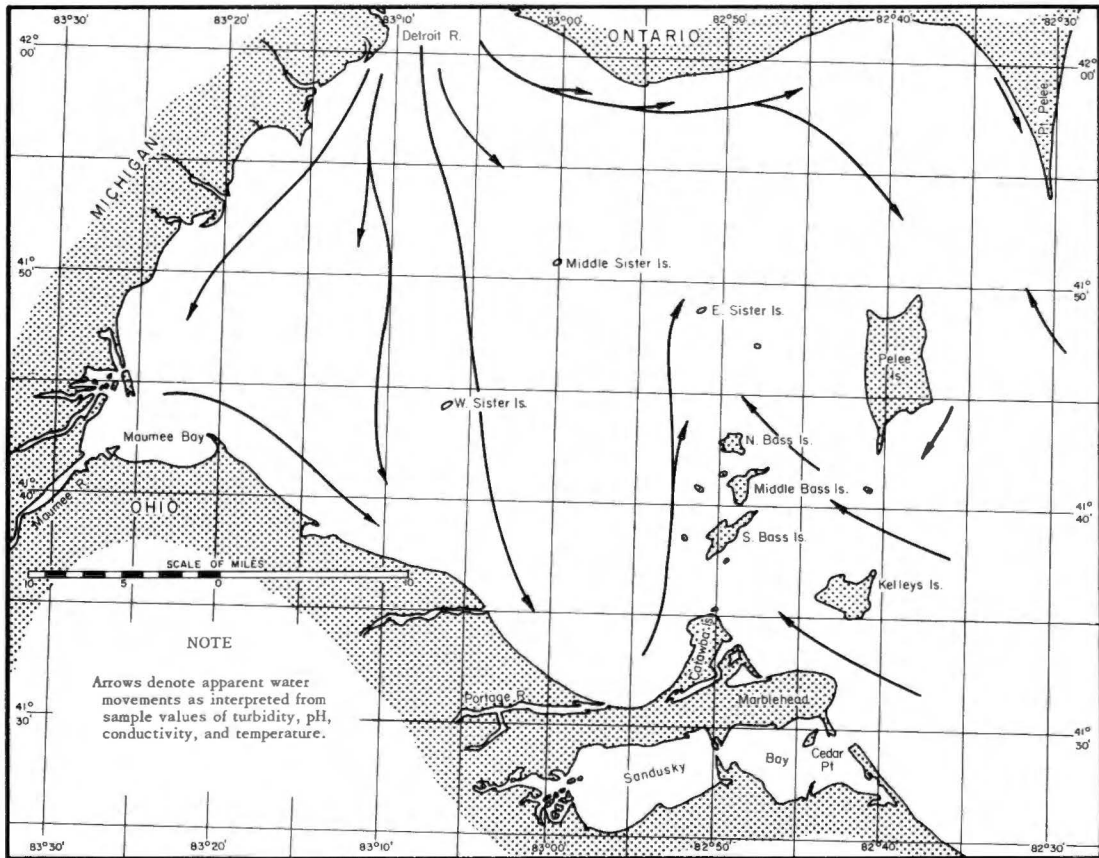 83°30' 83°20' 83°10' 83°00' 82°50' 82°40' 82°30'
42° 00'
Detroit R.
ONTARIO
42° 00'
Pt. Pelee
MICHIGAN
41° 50'
Middle Sister Is.
41° 50'
E. Sister Is.
Pelee Is.
W. Sister Is.
Maumee Bay
N. Bass Is.
41° 40'
Maumee R.
OHIO
Middle Bass Is.
41° 40'
S. Bass Is.
SCALE OF MILES
10 5 0 10
Kelleys Is.
NOTE
Arrows denote apparent water
movements as interpreted from
sample values of turbidity, pH,
conductivity, and temperature.
Catawba Is.
Portage R.
Marblehead
41° 30'
41° 30'
Sandusky Bay
Cedar Pt
83°30' 83°20' 83°10' 83°00' 82°50' 82°40' 82°30'